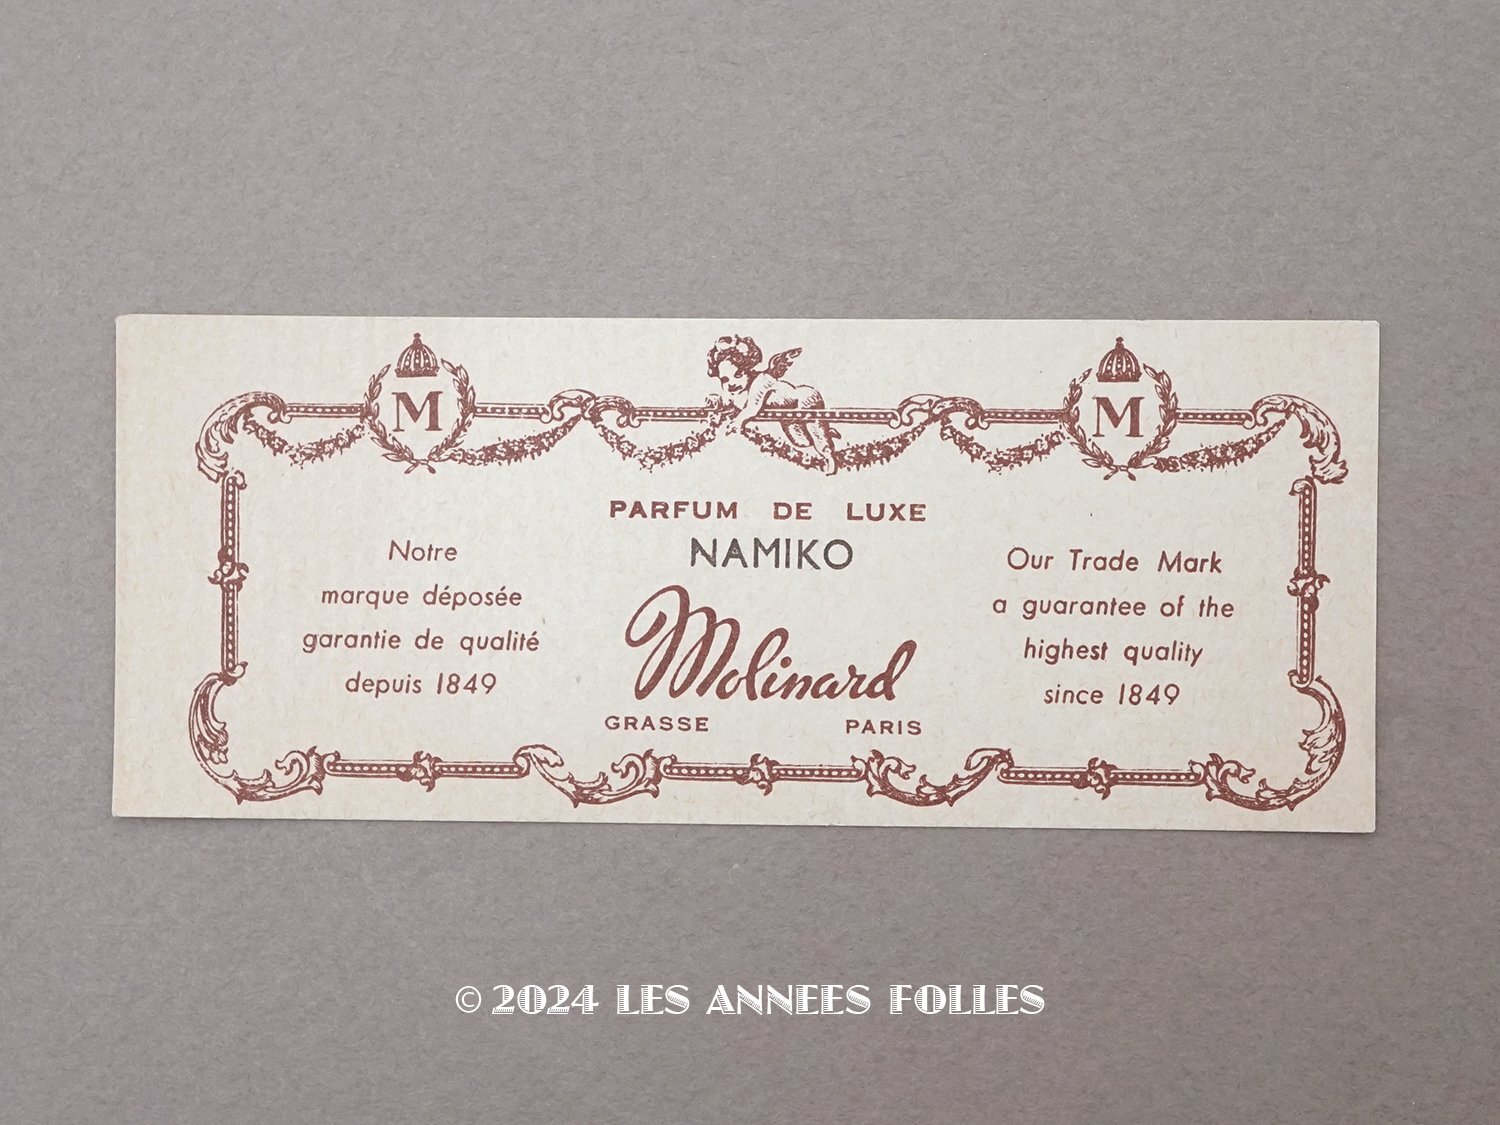 M
M
PARFUM DE LUXE
NAMIKO
Molinard
GRASSE PARIS
Notre
marque déposée
garantie de qualité
depuis 1849
Our Trade Mark
a guarantee of the
highest quality
since 1849
© 2024 LES ANNEES FOLLES